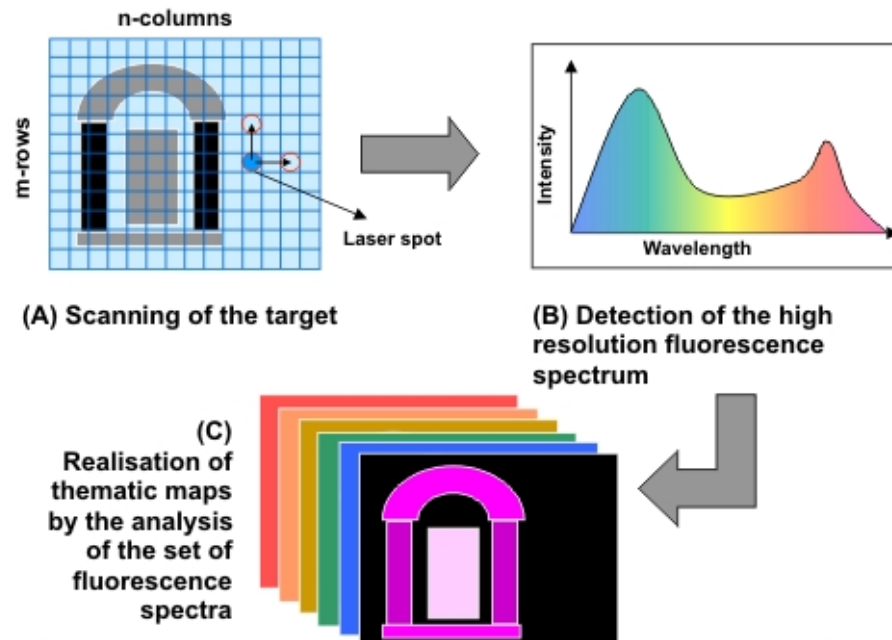 n-columns
m-rows
Laser spot
Intensity
Wavelength
(A) Scanning of the target
(B) Detection of the high
resolution fluorescence
spectrum
(C)
Realisation of
thematic maps
by the analysis
of the set of
fluorescence
spectra